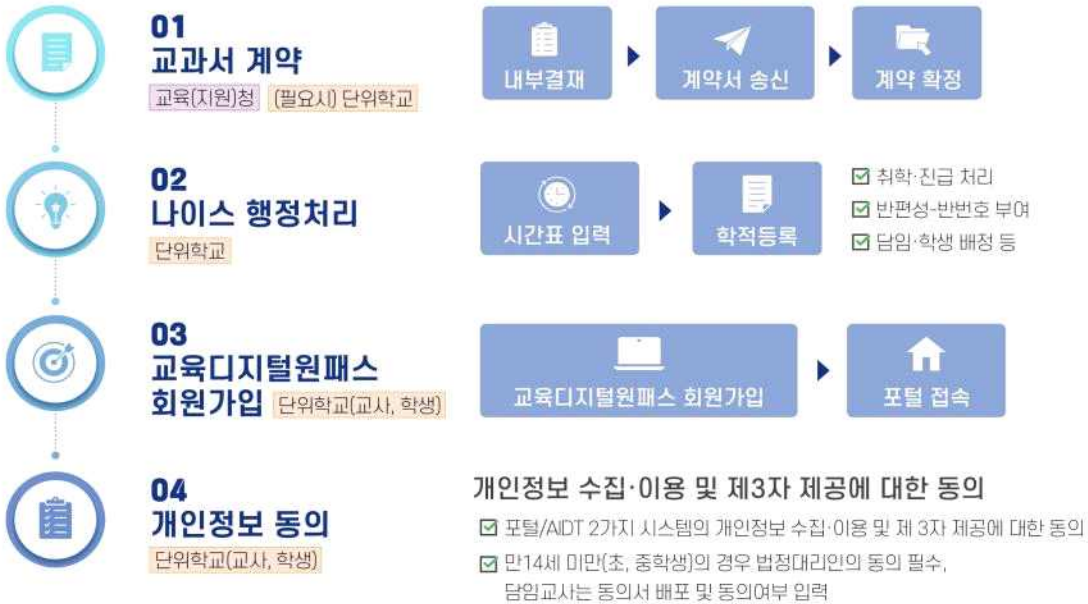 01
교과서 계약
교육(지원)청 (필요시) 단위학교
내부결재
계약서 송신
계약 확정
02
나이스 행정처리
단위학교
시간표 입력
학적등록
취학·진급 처리
반편성-반번호 부여
담임·학생 배정 등
03
교육디지털원패스
회원가입 단위학교(교사, 학생)
교육디지털원패스 회원가입
포털 접속
04
개인정보 동의
단위학교(교사, 학생)
개인정보 수집·이용 및 제3자 제공에 대한 동의
포털/AIDT 2가지 시스템의 개인정보 수집·이용 및 제 3자 제공에 대한 동의
만14세 미만(초, 중학생)의 경우 법정대리인의 동의 필수,
담임교사는 동의서 배포 및 동의여부 입력